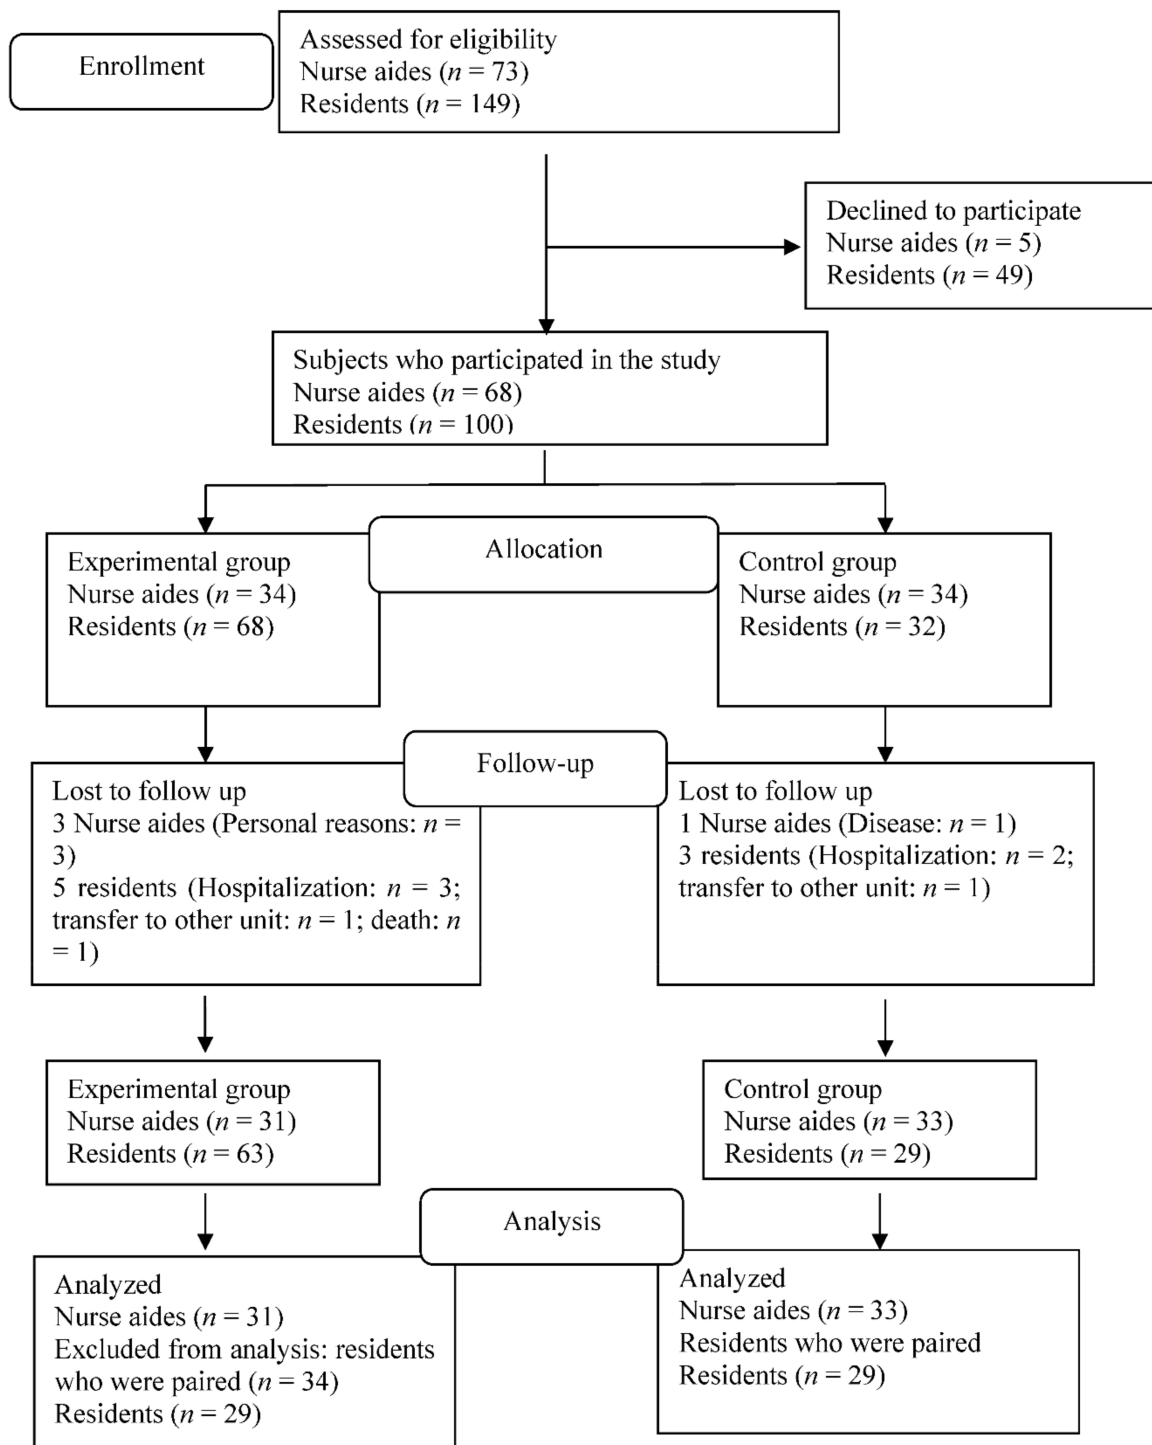 Enrollment
Assessed for eligibility
Nurse aides (n = 73)
Residents (n = 149)
Declined to participate
Nurse aides (n = 5)
Residents (n = 49)
Subjects who participated in the study
Nurse aides (n = 68)
Residents (n = 100)
Allocation
Experimental group
Nurse aides (n = 34)
Residents (n = 68)
Control group
Nurse aides (n = 34)
Residents (n = 32)
Follow-up
Lost to follow up
3 Nurse aides (Personal reasons: n =
3)
5 residents (Hospitalization: n = 3;
transfer to other unit: n = 1; death: n
= 1)
Lost to follow up
1 Nurse aides (Disease: n = 1)
3 residents (Hospitalization: n = 2;
transfer to other unit: n = 1)
Experimental group
Nurse aides (n = 31)
Residents (n = 63)
Control group
Nurse aides (n = 33)
Residents (n = 29)
Analysis
Analyzed
Nurse aides (n = 31)
Excluded from analysis: residents
who were paired (n = 34)
Residents (n = 29)
Analyzed
Nurse aides (n = 33)
Residents who were paired
Residents (n = 29)